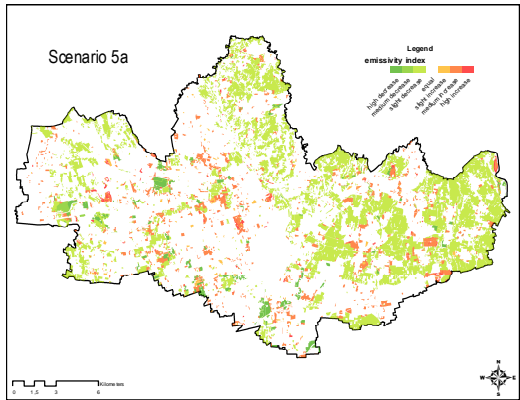 Scenario 5a
Legend
emissivity index
high decrease
medium decrease
slight decrease
equal
slight increase
medium increase
high increase
N
W E
S
Kilometers
0 1,5 3 6